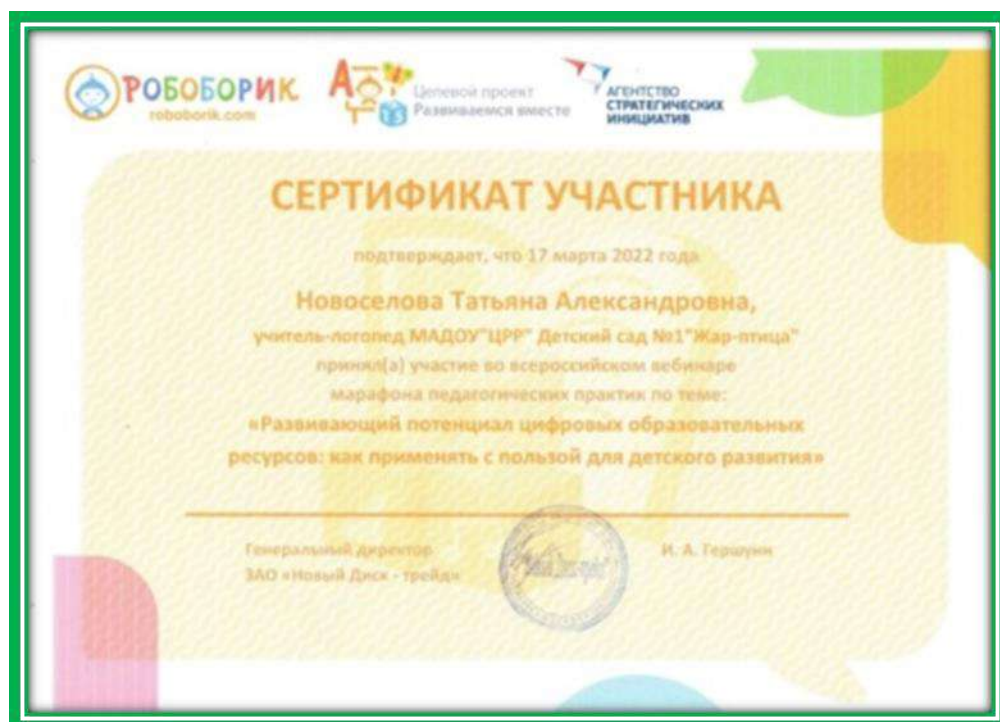 РОБОБОРИК
roboborik.com
Целевой проект
Развиваемся вместе
АГЕНТСТВО
СТРАТЕГИЧЕСКИХ
ИНИЦИАТИВ
СЕРТИФИКАТ УЧАСТНИКА
подтверждает, что 17 марта 2022 года
Новоселова Татьяна Александровна,
учитель-логопед МАДОУ"ЦРР" Детский сад №1"Жар-птица"
принял(а) участие во всероссийском вебинаре
марафона педагогических практик по теме:
«Развивающий потенциал цифровых образовательных
ресурсов: как применять с пользой для детского развития»
Генеральный директор
ЗАО «Новый Диск - трейд»
И. А. Гершуни